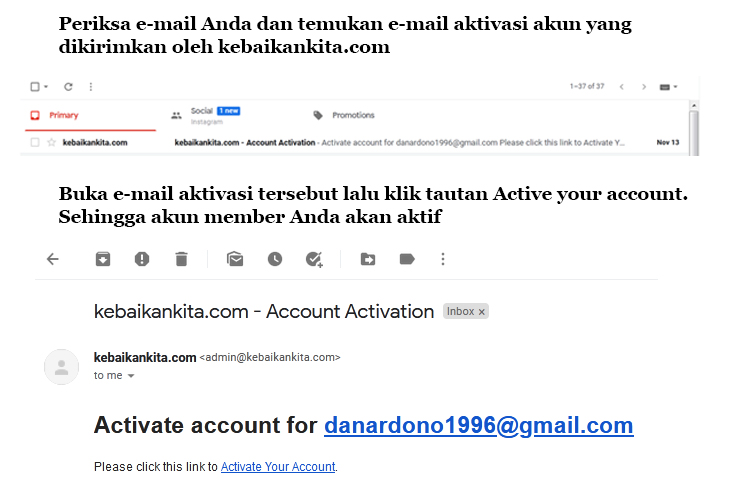 Periksa e-mail Anda dan temukan e-mail aktivasi akun yang
dikirimkan oleh kebaikankita.com
1–37 of 37
Primary
Social 1 new
Instagram
Promotions
kebaikankita.com
kebaikankita.com - Account Activation - Activate account for danardono1996@gmail.com Please click this link to Activate Y...
Nov 13
Buka e-mail aktivasi tersebut lalu klik tautan Active your account.
Sehingga akun member Anda akan aktif
kebaikankita.com - Account Activation Inbox x
kebaikankita.com <admin@kebaikankita.com>
to me
Activate account for danardono1996@gmail.com
Please click this link to Activate Your Account.